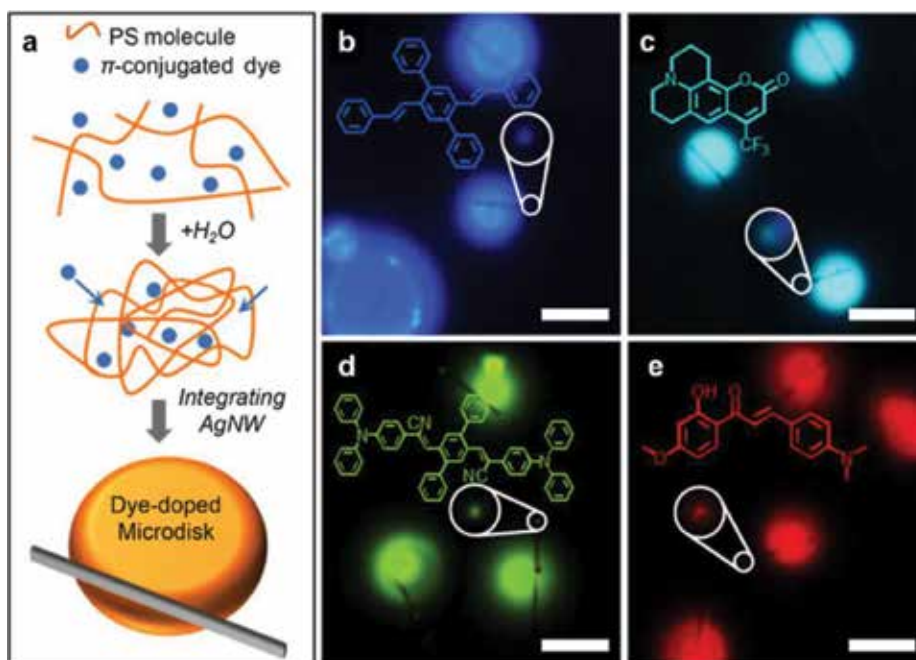 a
PS molecule
π-conjugated dye
+H₂O
Integrating
AgNW
Dye-doped
Microdisk
b
c
N
O
O
CF₃
d
CN
N
N
NC
e
OH
O
O
N